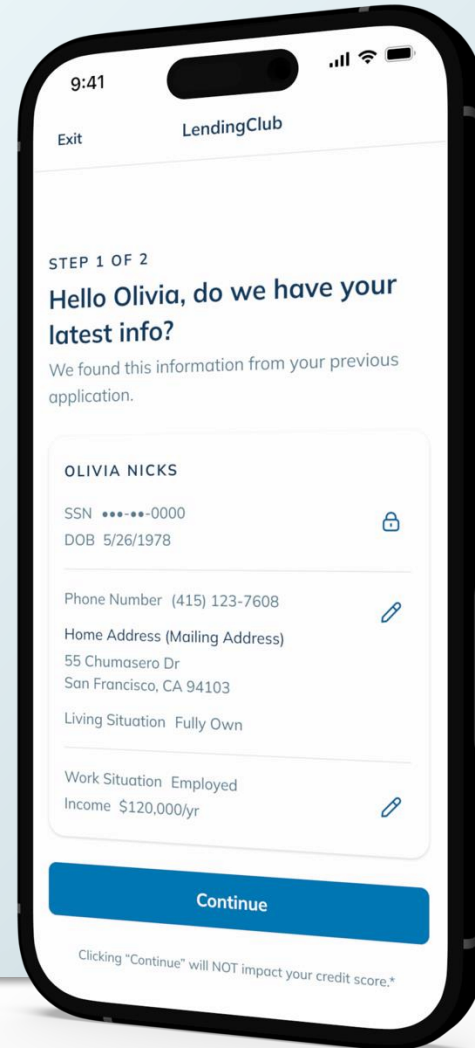 9:41
Exit
LendingClub
STEP 1 OF 2
Hello Olivia, do we have your
latest info?
We found this information from your previous
application.
OLIVIA NICKS
SSN •••-••-0000
DOB 5/26/1978
Phone Number (415) 123-7608
Home Address (Mailing Address)
55 Chumasero Dr
San Francisco, CA 94103
Living Situation Fully Own
Work Situation Employed
Income $120,000/yr
Continue
Clicking "Continue" will NOT impact your credit score.*